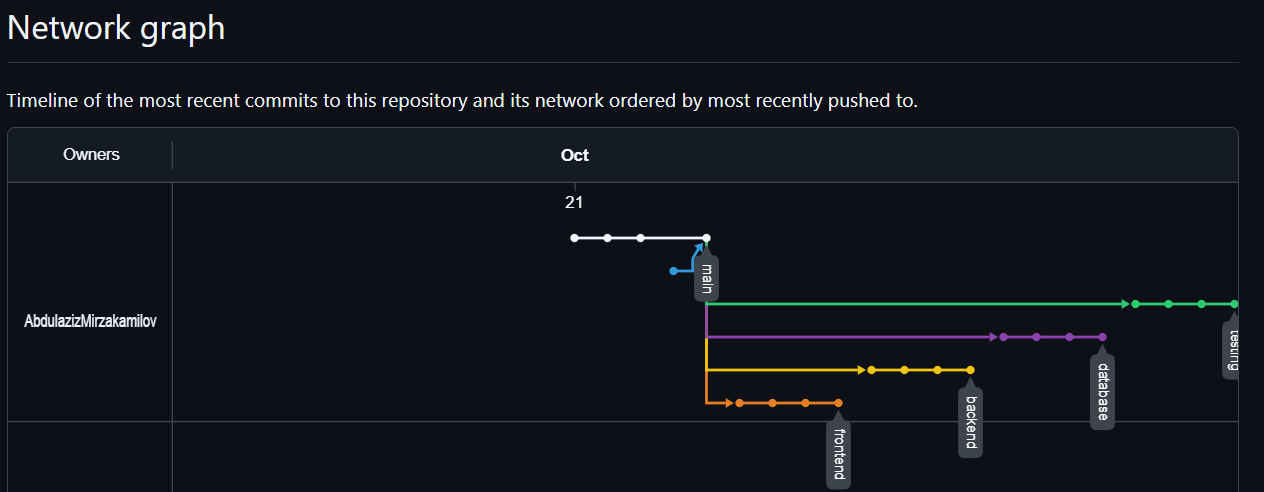 Network graph
Timeline of the most recent commits to this repository and its network ordered by most recently pushed to.
Owners
Oct
21
main
AbdulazizMirzakamilov
testing
database
backend
frontend